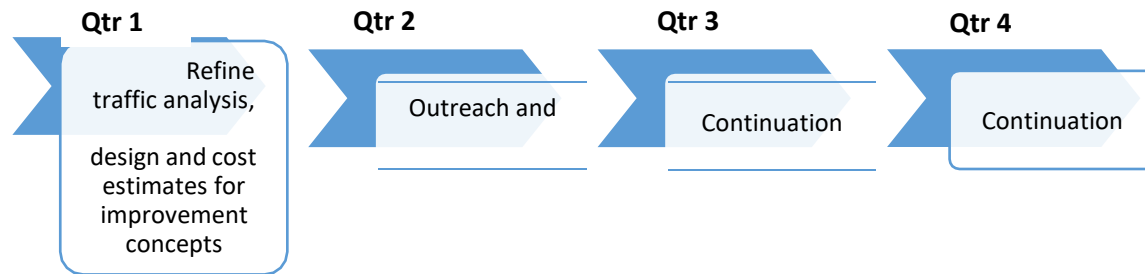 Qtr 1
Refine
traffic analysis,
design and cost
estimates for
improvement
concepts
Qtr 2
Outreach and
Qtr 3
Continuation
Qtr 4
Continuation